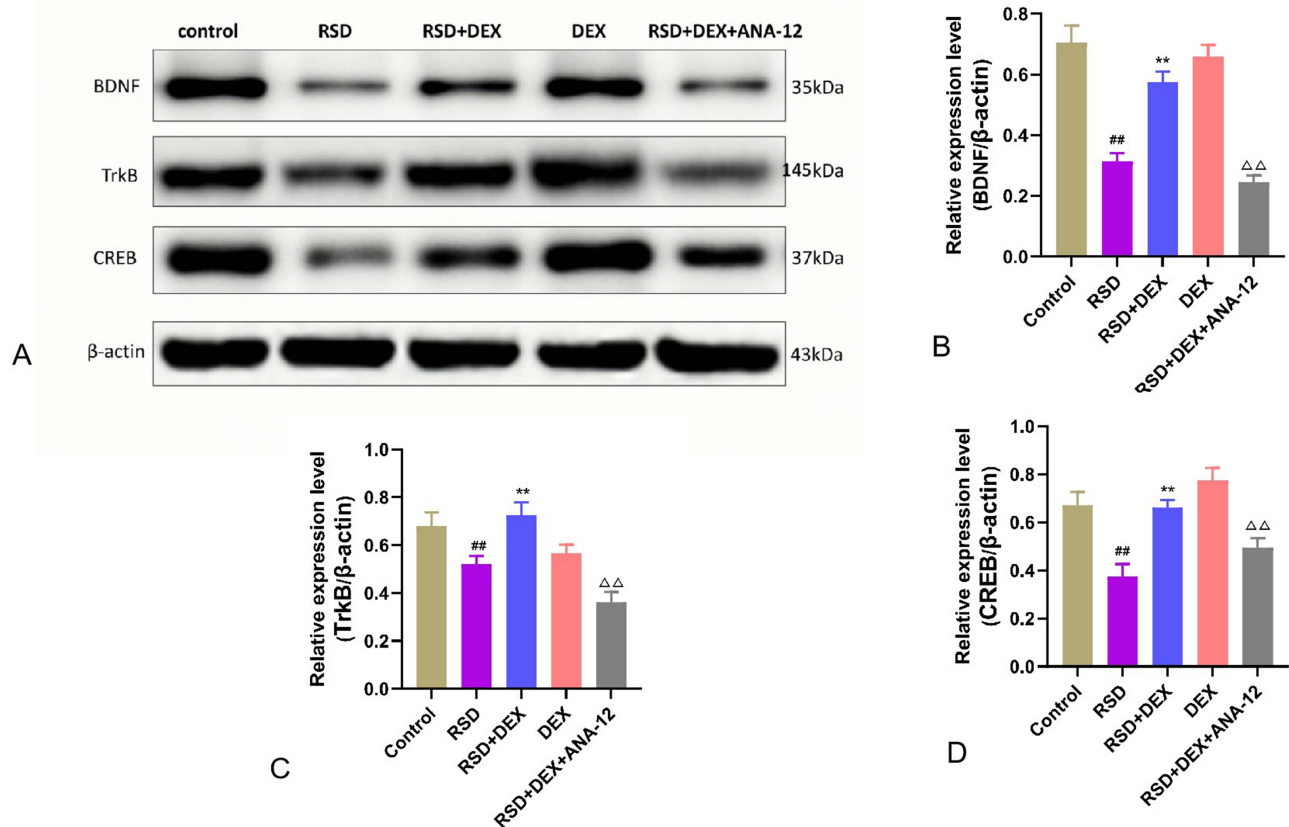 control RSD RSD+DEX DEX RSD+DEX+ANA-12
BDNF 35kDa
TrkB 145kDa
CREB 37kDa
β-actin 43kDa
A
Relative expression level
(BDNF/β-actin)
0.8
0.6
0.4
0.2
0.0
##
**
△△
Control
RSD
RSD+DEX
DEX
RSD+DEX+ANA-12
B
Relative expression level
(TrkB/β-actin)
1.0
0.8
0.6
0.4
0.2
0.0
##
**
△△
Control
RSD
RSD+DEX
DEX
RSD+DEX+ANA-12
C
Relative expression level
(CREB/β-actin)
1.0
0.8
0.6
0.4
0.2
0.0
##
**
△△
Control
RSD
RSD+DEX
DEX
RSD+DEX+ANA-12
D